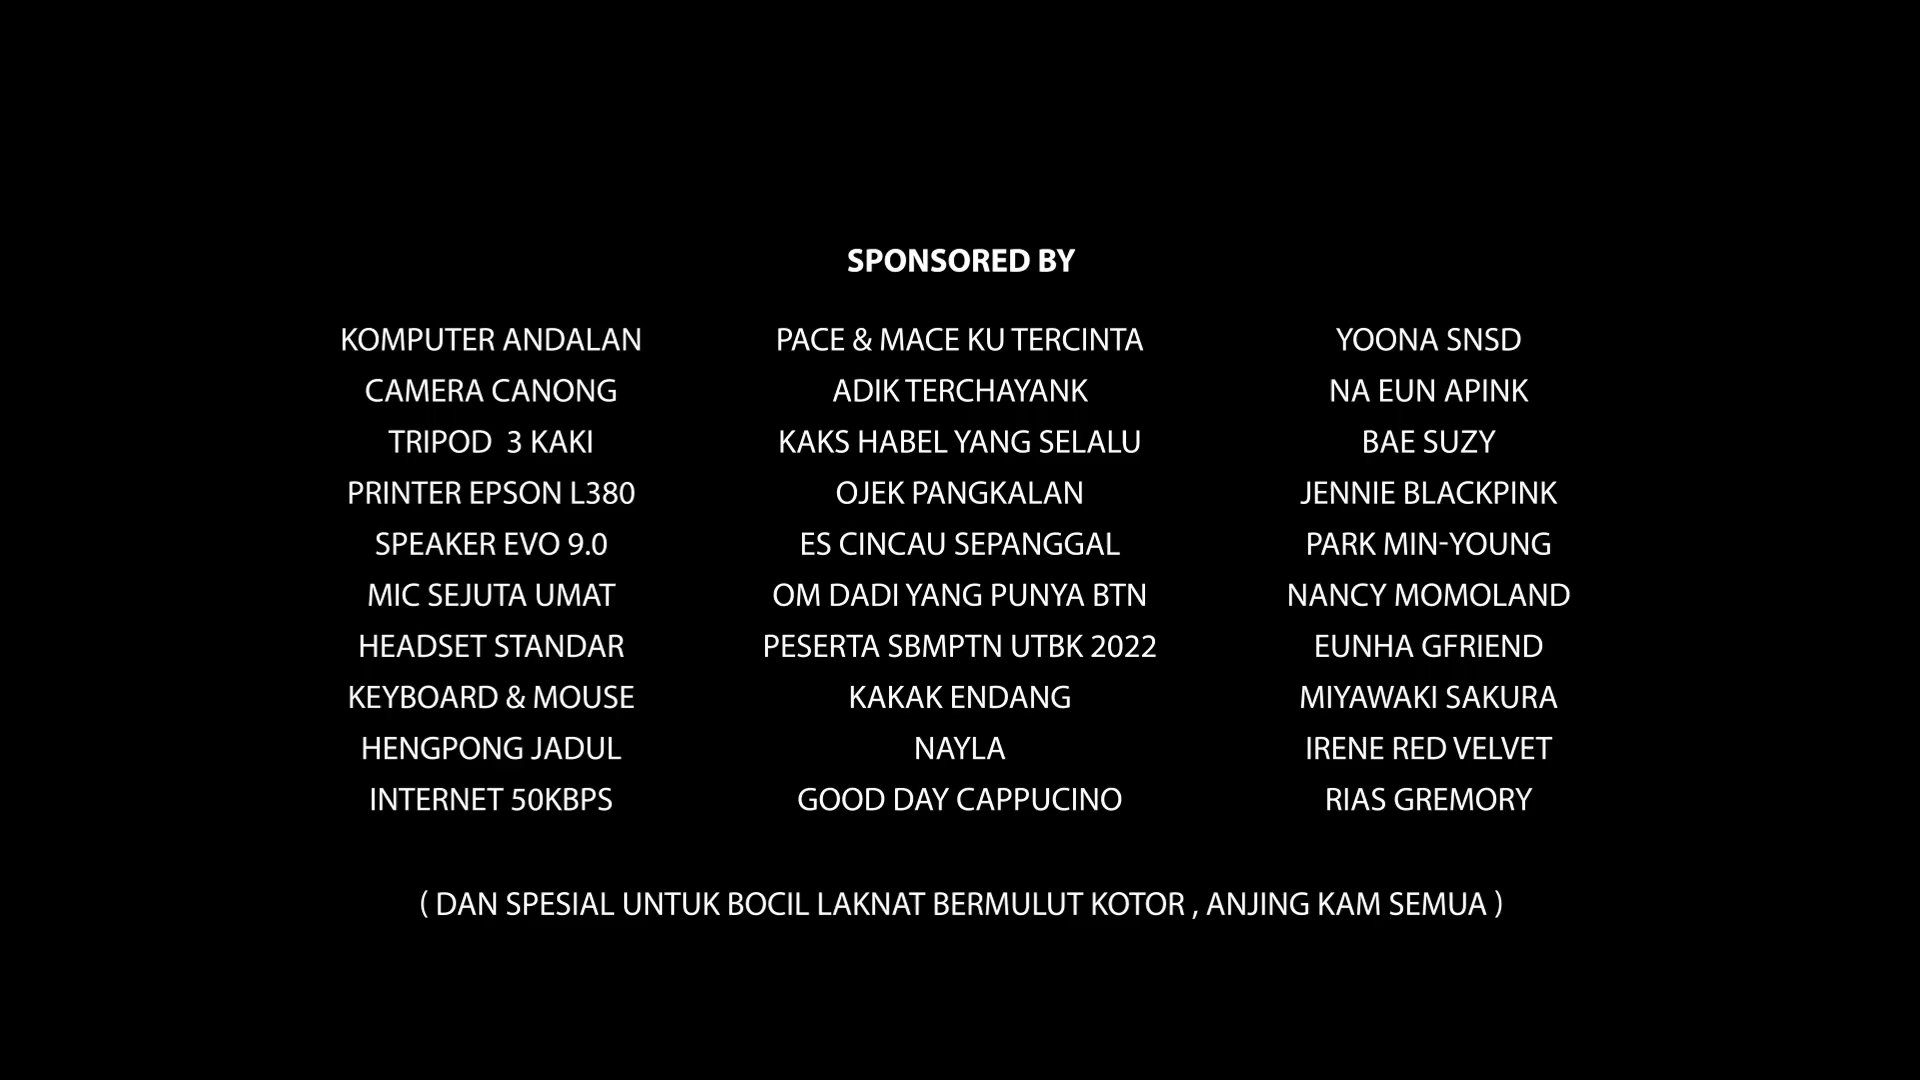 SPONSORED BY
KOMPUTER ANDALAN
CAMERA CANONG
TRIPOD  3 KAKI
PRINTER EPSON L380
SPEAKER EVO 9.0
MIC SEJUTA UMAT
HEADSET STANDAR
KEYBOARD & MOUSE
HENGPONG JADUL
INTERNET 50KBPS
PACE & MACE KU TERCINTA
ADIK TERCHAYANK
KAKS HABEL YANG SELALU
OJEK PANGKALAN
ES CINCAU SEPANGGAL
OM DADI YANG PUNYA BTN
PESERTA SBMPTN UTBK 2022
KAKAK ENDANG
NAYLA
GOOD DAY CAPPUCINO
YOONA SNSD
NA EUN APINK
BAE SUZY
JENNIE BLACKPINK
PARK MIN-YOUNG
NANCY MOMOLAND
EUNHA GFRIEND
MIYAWAKI SAKURA
IRENE RED VELVET
RIAS GREMORY
( DAN SPESIAL UNTUK BOCIL LAKNAT BERMULUT KOTOR , ANJING KAM SEMUA )